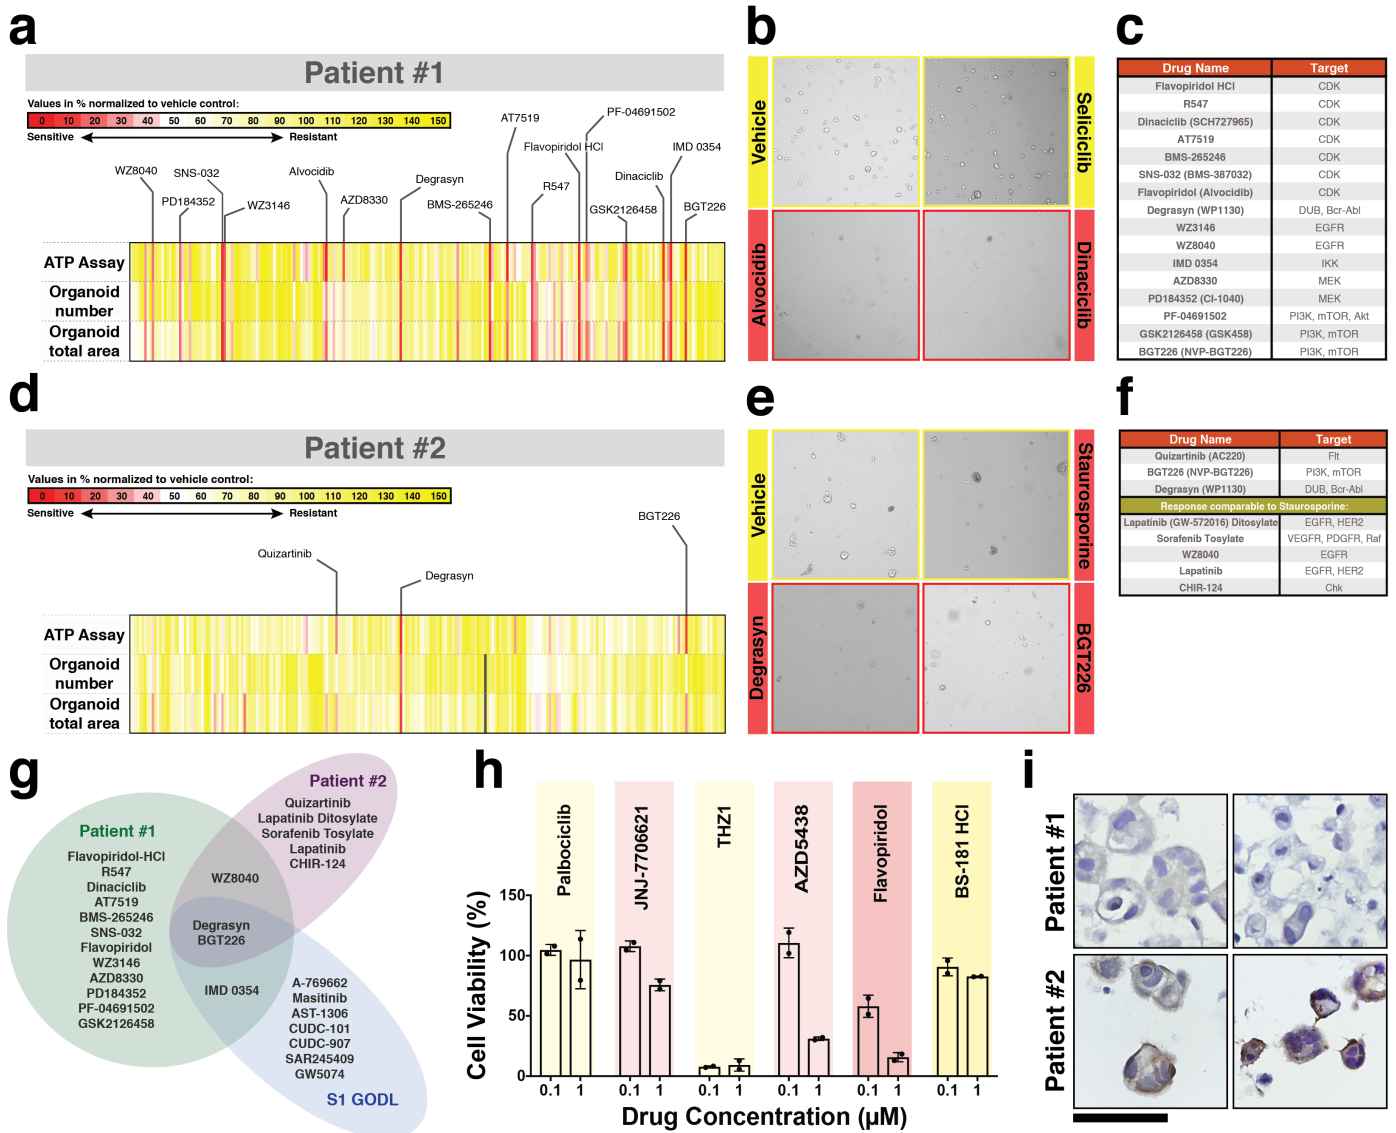 a
Patient #1
Values in % normalized to vehicle control:
0 10 20 30 40 50 60 70 80 90 100 120 130 140 150
Sensitive Resistant
WZ8040
PD184352
SNS-032
WZ3146
Alvocidib
AZD8330
Degrasyn
BMS-265246
AT7519
Flavopiridol HCl
R547
PF-04691502
GSK2126458
Dinaciclib
IMD 0354
BGT226
ATP Assay
Organoid
number
Organoid
total area
b
Vehicle
Seliciclib
Alvocidib
Dinaciclib
c
Drug Name Target
Flavopiridol HCl CDK
R547 CDK
Dinaciclib (SCH727965) CDK
AT7519 CDK
BMS-265246 CDK
SNS-032 (BMS-387032) CDK
Flavopiridol (Alvocidib) CDK
Degrasyn (WP1130) DUB, Bcr-Abl
WZ3146 EGFR
WZ8040 EGFR
IMD 0354 IKK
AZD8330 MEK
PD184352 (CI-1040) MEK
PF-04691502 PI3K, mTOR, Akt
GSK2126458 (GSK458) PI3K, mTOR
BGT226 (NVP-BGT226) PI3K, mTOR
d
Patient #2
Values in % normalized to vehicle control:
0 10 20 30 40 50 60 70 80 90 100 120 130 140 150
Sensitive Resistant
Quizartinib
Degrasyn
BGT226
ATP Assay
Organoid
number
Organoid
total area
e
Vehicle
Staurosporine
Degrasyn
BGT226
f
Drug Name Target
Quizartinib (AC220) Flt
BGT226 (NVP-BGT226) PI3K, mTOR
Degrasyn (WP1130) DUB, Bcr-Abl
Response comparable to Staurosporine:
Lapatinib (GW-572016) Ditosylate EGFR, HER2
Sorafenib Tosylate VEGFR, PDGFR, Raf
WZ8040 EGFR
Lapatinib EGFR, HER2
CHIR-124 Chk
g
Patient #1
Flavopiridol-HCl
R547
Dinaciclib
AT7519
BMS-265246
SNS-032
Flavopiridol
WZ3146
AZD8330
PD184352
PF-04691502
GSK2126458
Patient #2
Quizartinib
Lapatinib Ditosylate
Sorafenib Tosylate
Lapatinib
CHIR-124
WZ8040
Degrasyn
BGT226
IMD 0354
A-769662
Masitinib
AST-1306
CUDC-101
CUDC-907
SAR245409
GW5074
S1 GODL
h
Palbociclib
JNJ-7706621
THZ1
AZD5438
Flavopiridol
BS-181 HCl
Cell Viability (%)
150
100
50
0
0.1 1 0.1 1 0.1 1 0.1 1 0.1 1 0.1 1
Drug Concentration (µM)
i
Patient #1
Patient #2